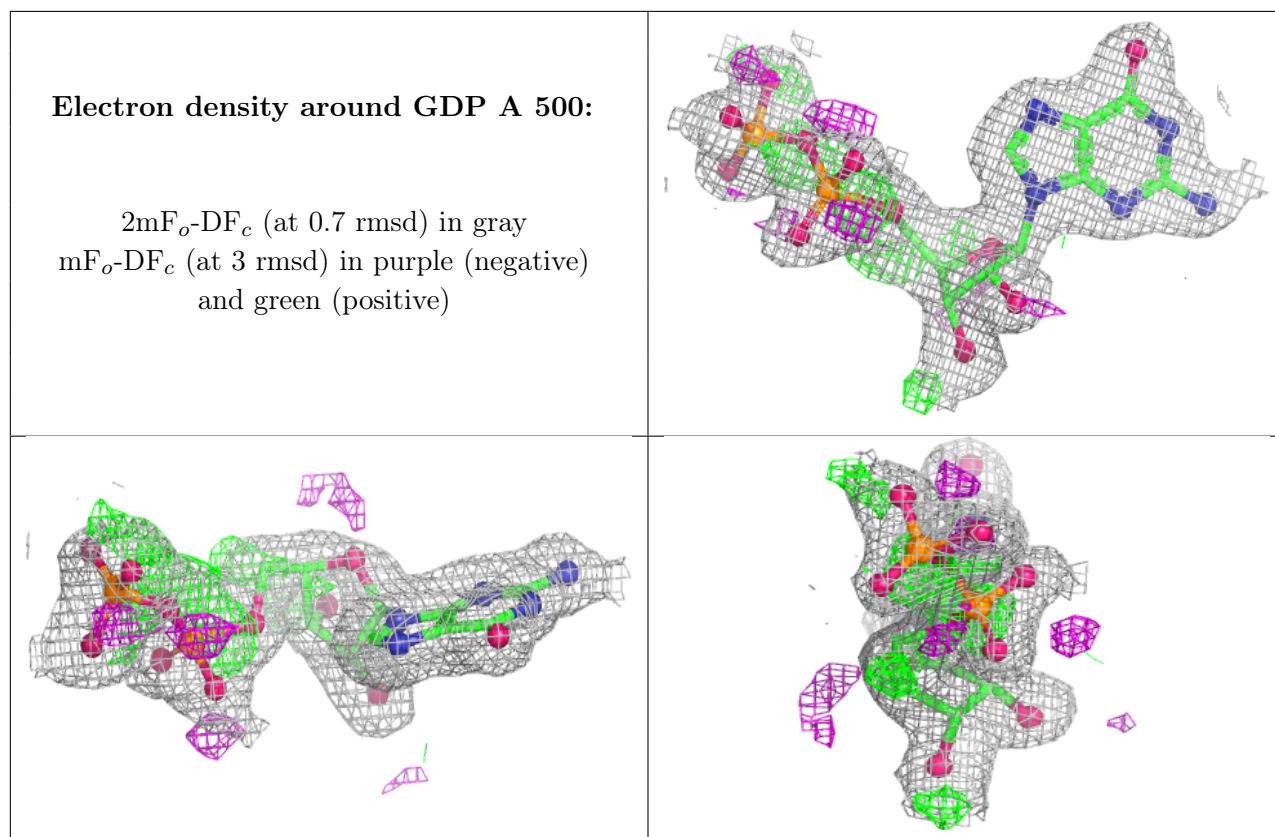 Electron density around GDP A 500:
2mFo-DFc (at 0.7 rmsd) in gray
mFo-DFc (at 3 rmsd) in purple (negative)
and green (positive)